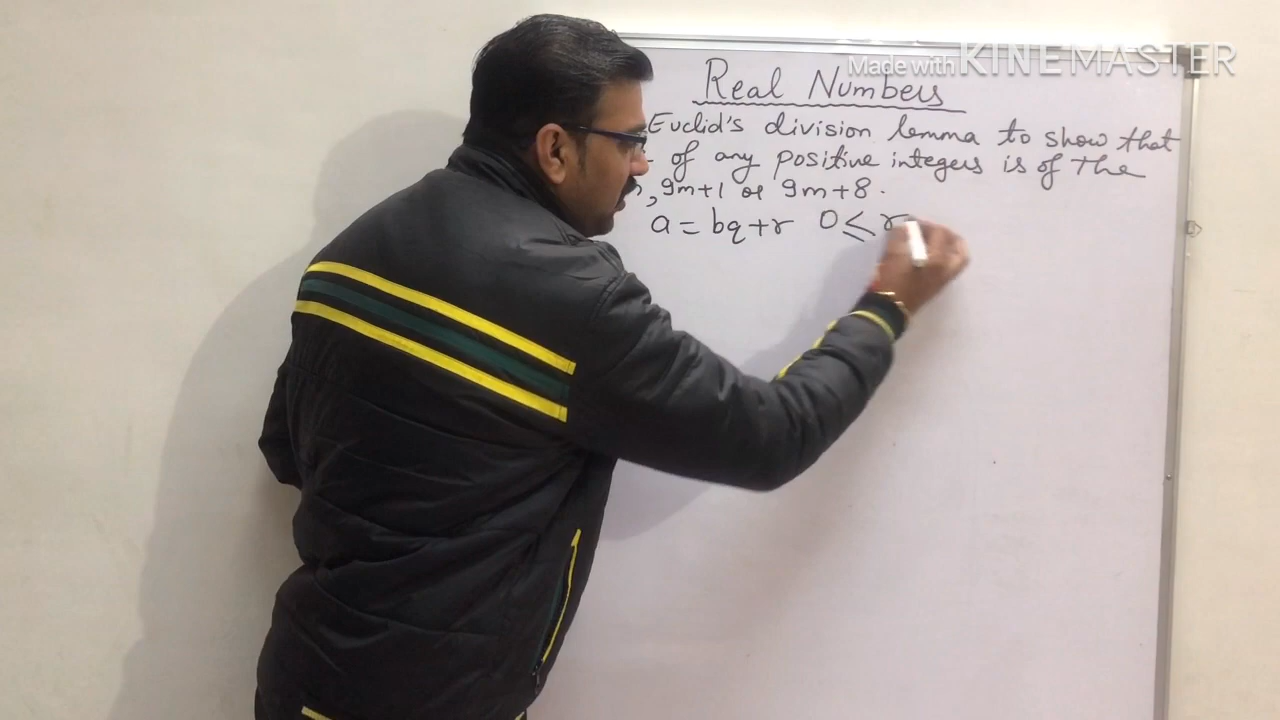 Made with KINEMASTER
Real Numbers
Euclid's division lemma to show that
of any positive integers is of the
, 9m+1 or 9m+8.
a = bq+r 0 ≤ r